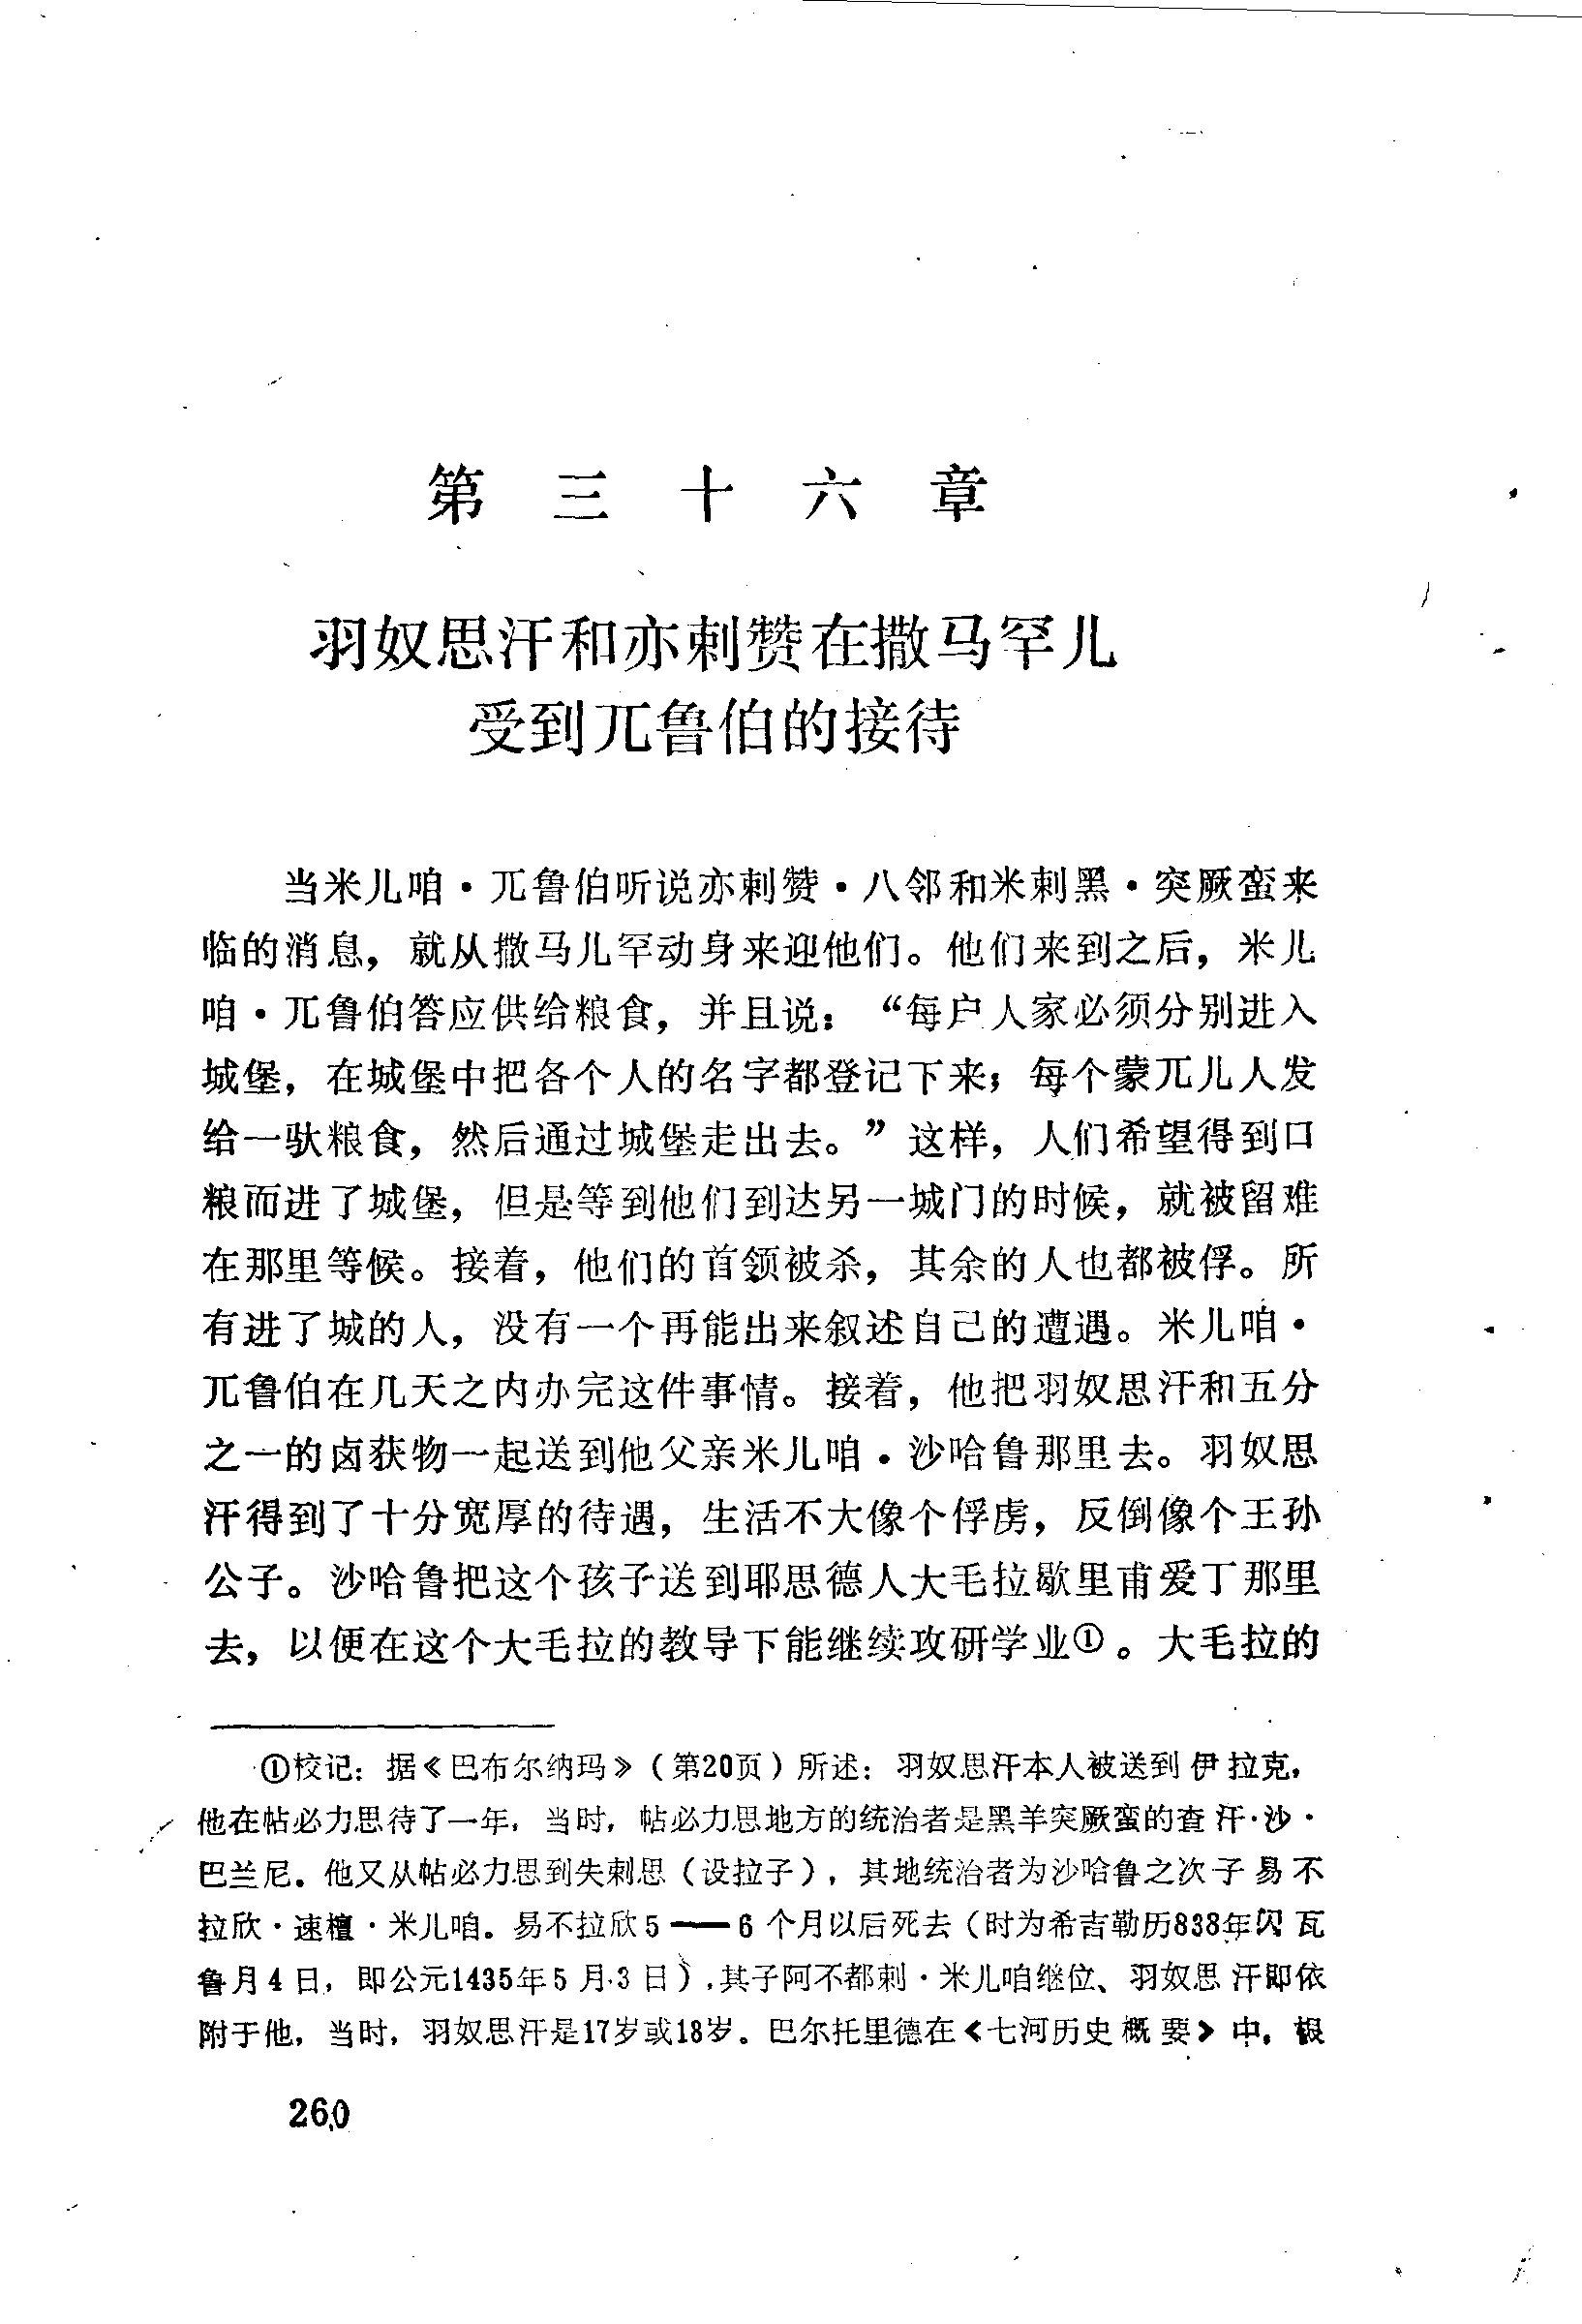 第三十六章
羽奴思汗和亦剌赞在撒马罕儿
受到兀鲁伯的接待
当米儿咱·兀鲁伯听说亦剌赞·八邻和米剌黑·突厥蛮来
临的消息，就从撒马儿罕动身来迎他们。他们来到之后，米儿
咱·兀鲁伯答应供给粮食，并且说：“每户人家必须分别进入
城堡，在城堡中把各个人的名字都登记下来；每个蒙兀儿人发
给一驮粮食，然后通过城堡走出去。”这样，人们希望得到口
粮而进了城堡，但是等到他们到达另一城门的时候，就被留难
在那里等候。接着，他们的首领被杀，其余的人也都被俘。所
有进了城的人，没有一个再能出来叙述自己的遭遇。米儿咱·
兀鲁伯在几天之内办完这件事情。接着，他把羽奴思汗和五分
之一的卤获物一起送到他父亲米儿咱·沙哈鲁那里去。羽奴思
汗得到了十分宽厚的待遇，生活不大像个俘虏，反倒像个王孙
公子。沙哈鲁把这个孩子送到耶思德人大毛拉歇里甫爱丁那里
去，以便在这个大毛拉的教导下能继续攻研学业①。大毛拉的
①校记：据《巴布尔纳玛》（第20页）所述：羽奴思汗本人被送到伊拉克，
他在帖必力思待了一年，当时，帖必力思地方的统治者是黑羊突厥蛮的查汗·沙·
巴兰尼。他又从帖必力思到失剌思（设拉子），其地统治者为沙哈鲁之次子易不
拉欣·速檀·米儿咱。易不拉欣5——6个月以后死去（时为希吉勒历838年闪瓦
鲁月4日，即公元1435年5月3日），其子阿不都剌·米儿咱继位、羽奴思汗即依
附于他，当时，羽奴思汗是17岁或18岁。巴尔托里德在《七河历史概要》中，根
260